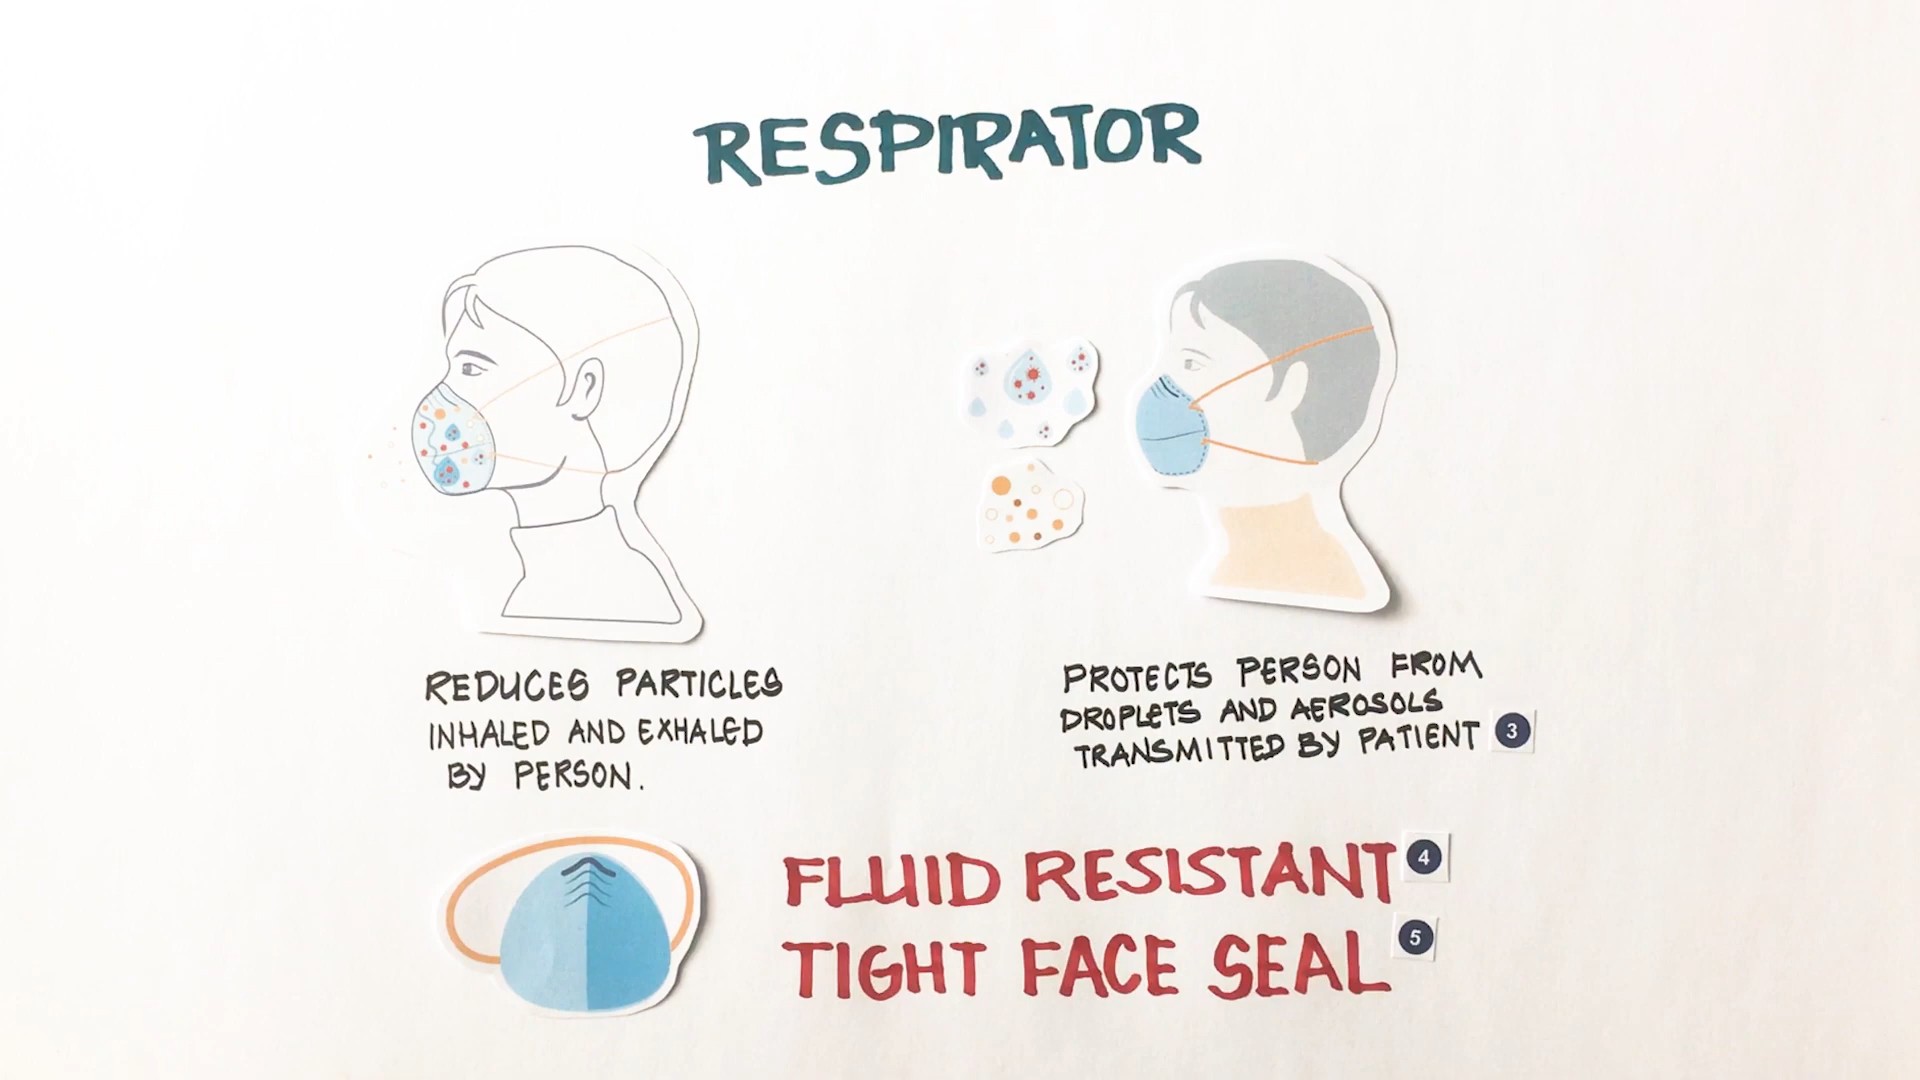 RESPIRATOR
REDUCES PARTICLES
INHALED AND EXHALED
BY PERSON.
PROTECTS PERSON FROM
DROPLETS AND AEROSOLS
TRANSMITTED BY PATIENT 3
FLUID RESISTANT 4
TIGHT FACE SEAL 5